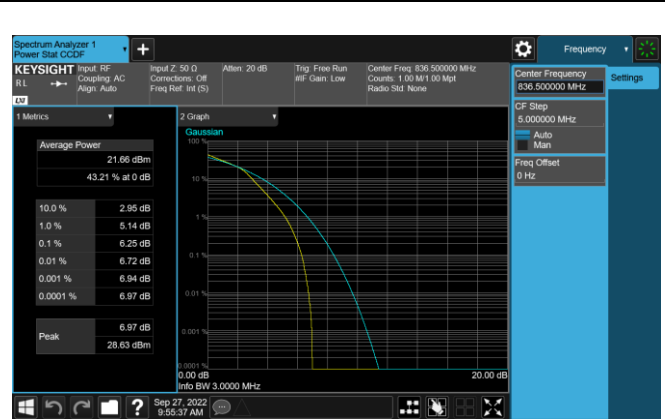 Spectrum Analyzer 1
Power Stat CCDF
+
Frequency
KEYSIGHT
RL
LXI
Input: RF
Coupling: AC
Align: Auto
Input Z: 50 Ω
Corrections: Off
Freq Ref: Int (S)
Atten: 20 dB
Trig: Free Run
#IF Gain: Low
Center Freq: 836.500000 MHz
Counts: 1.00 M/1.00 Mpt
Radio Std: None
Center Frequency
836.500000 MHz
Settings
CF Step
5.000000 MHz
Auto
Man
Freq Offset
0 Hz
1 Metrics
Average Power
21.66 dBm
43.21 % at 0 dB
10.0 % 2.95 dB
1.0 % 5.14 dB
0.1 % 6.25 dB
0.01 % 6.72 dB
0.001 % 6.94 dB
0.0001 % 6.97 dB
Peak
6.97 dB
28.63 dBm
2 Graph
Gaussian
100 %
10 %
1 %
0.1 %
0.01 %
0.001 %
0.0001 %
0.00 dB 20.00 dB
Info BW 3.0000 MHz
?
Sep 27, 2022
9:55:37 AM